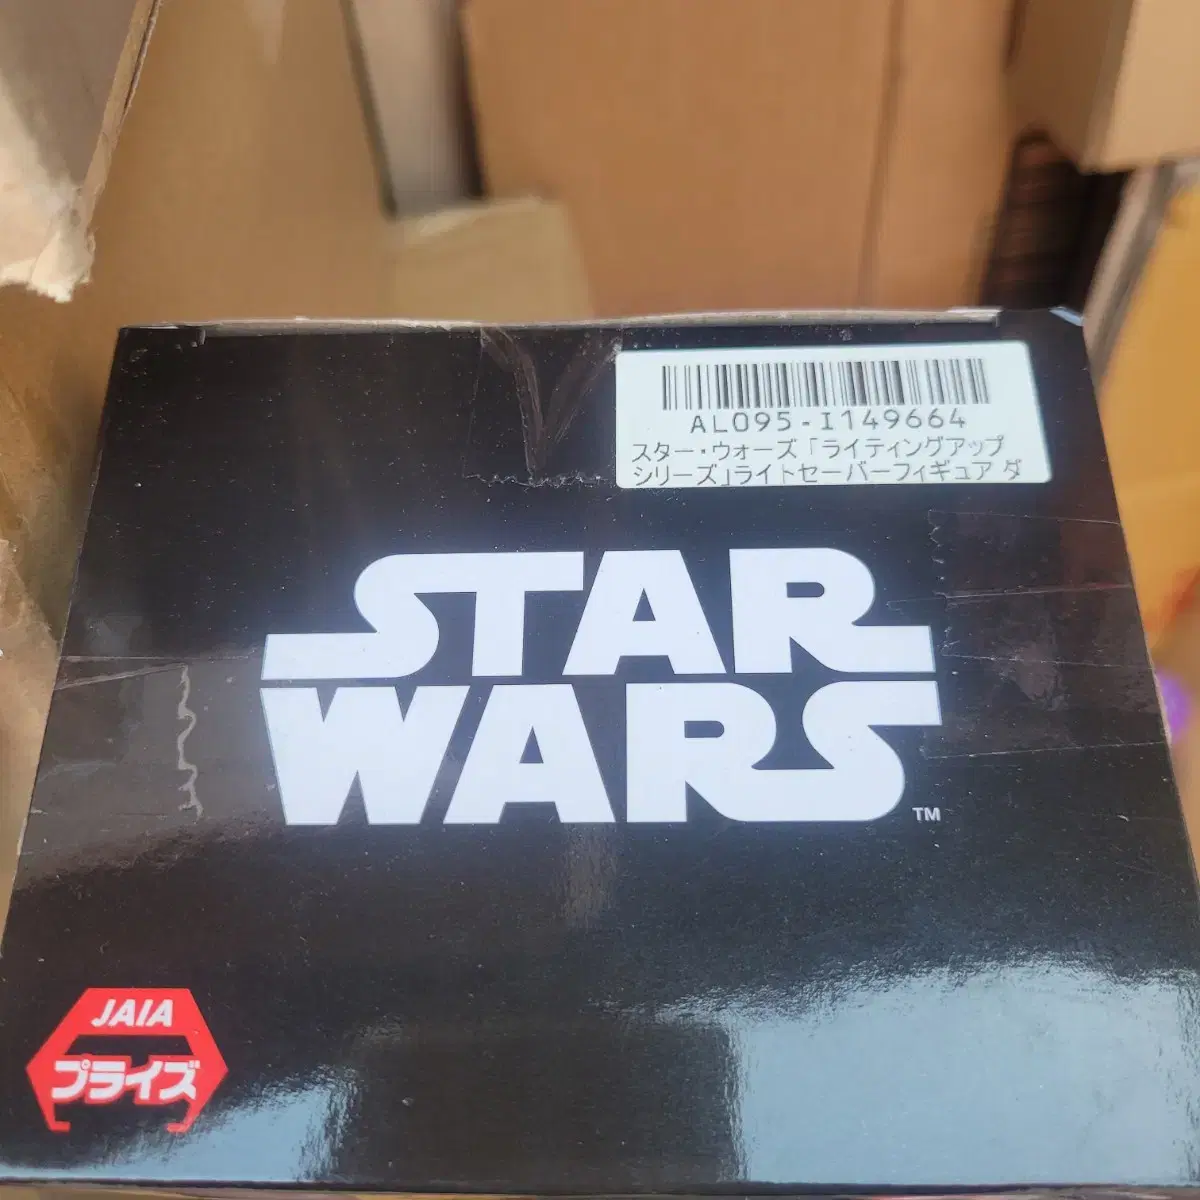 AL095-I149664
スター・ウォーズ 「ライティングアップ
シリーズ」ライトセーバーフィギュア ダ
STAR
WARS™
JAIA
プライズ